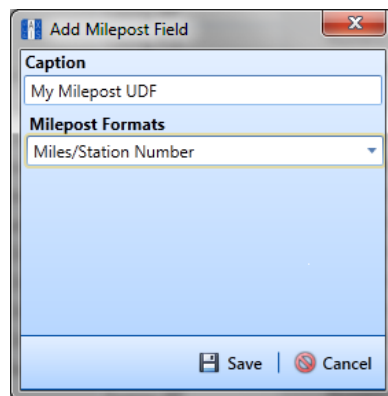 Add Milepost Field
Caption
My Milepost UDF
Milepost Formats
Miles/Station Number
Save
Cancel